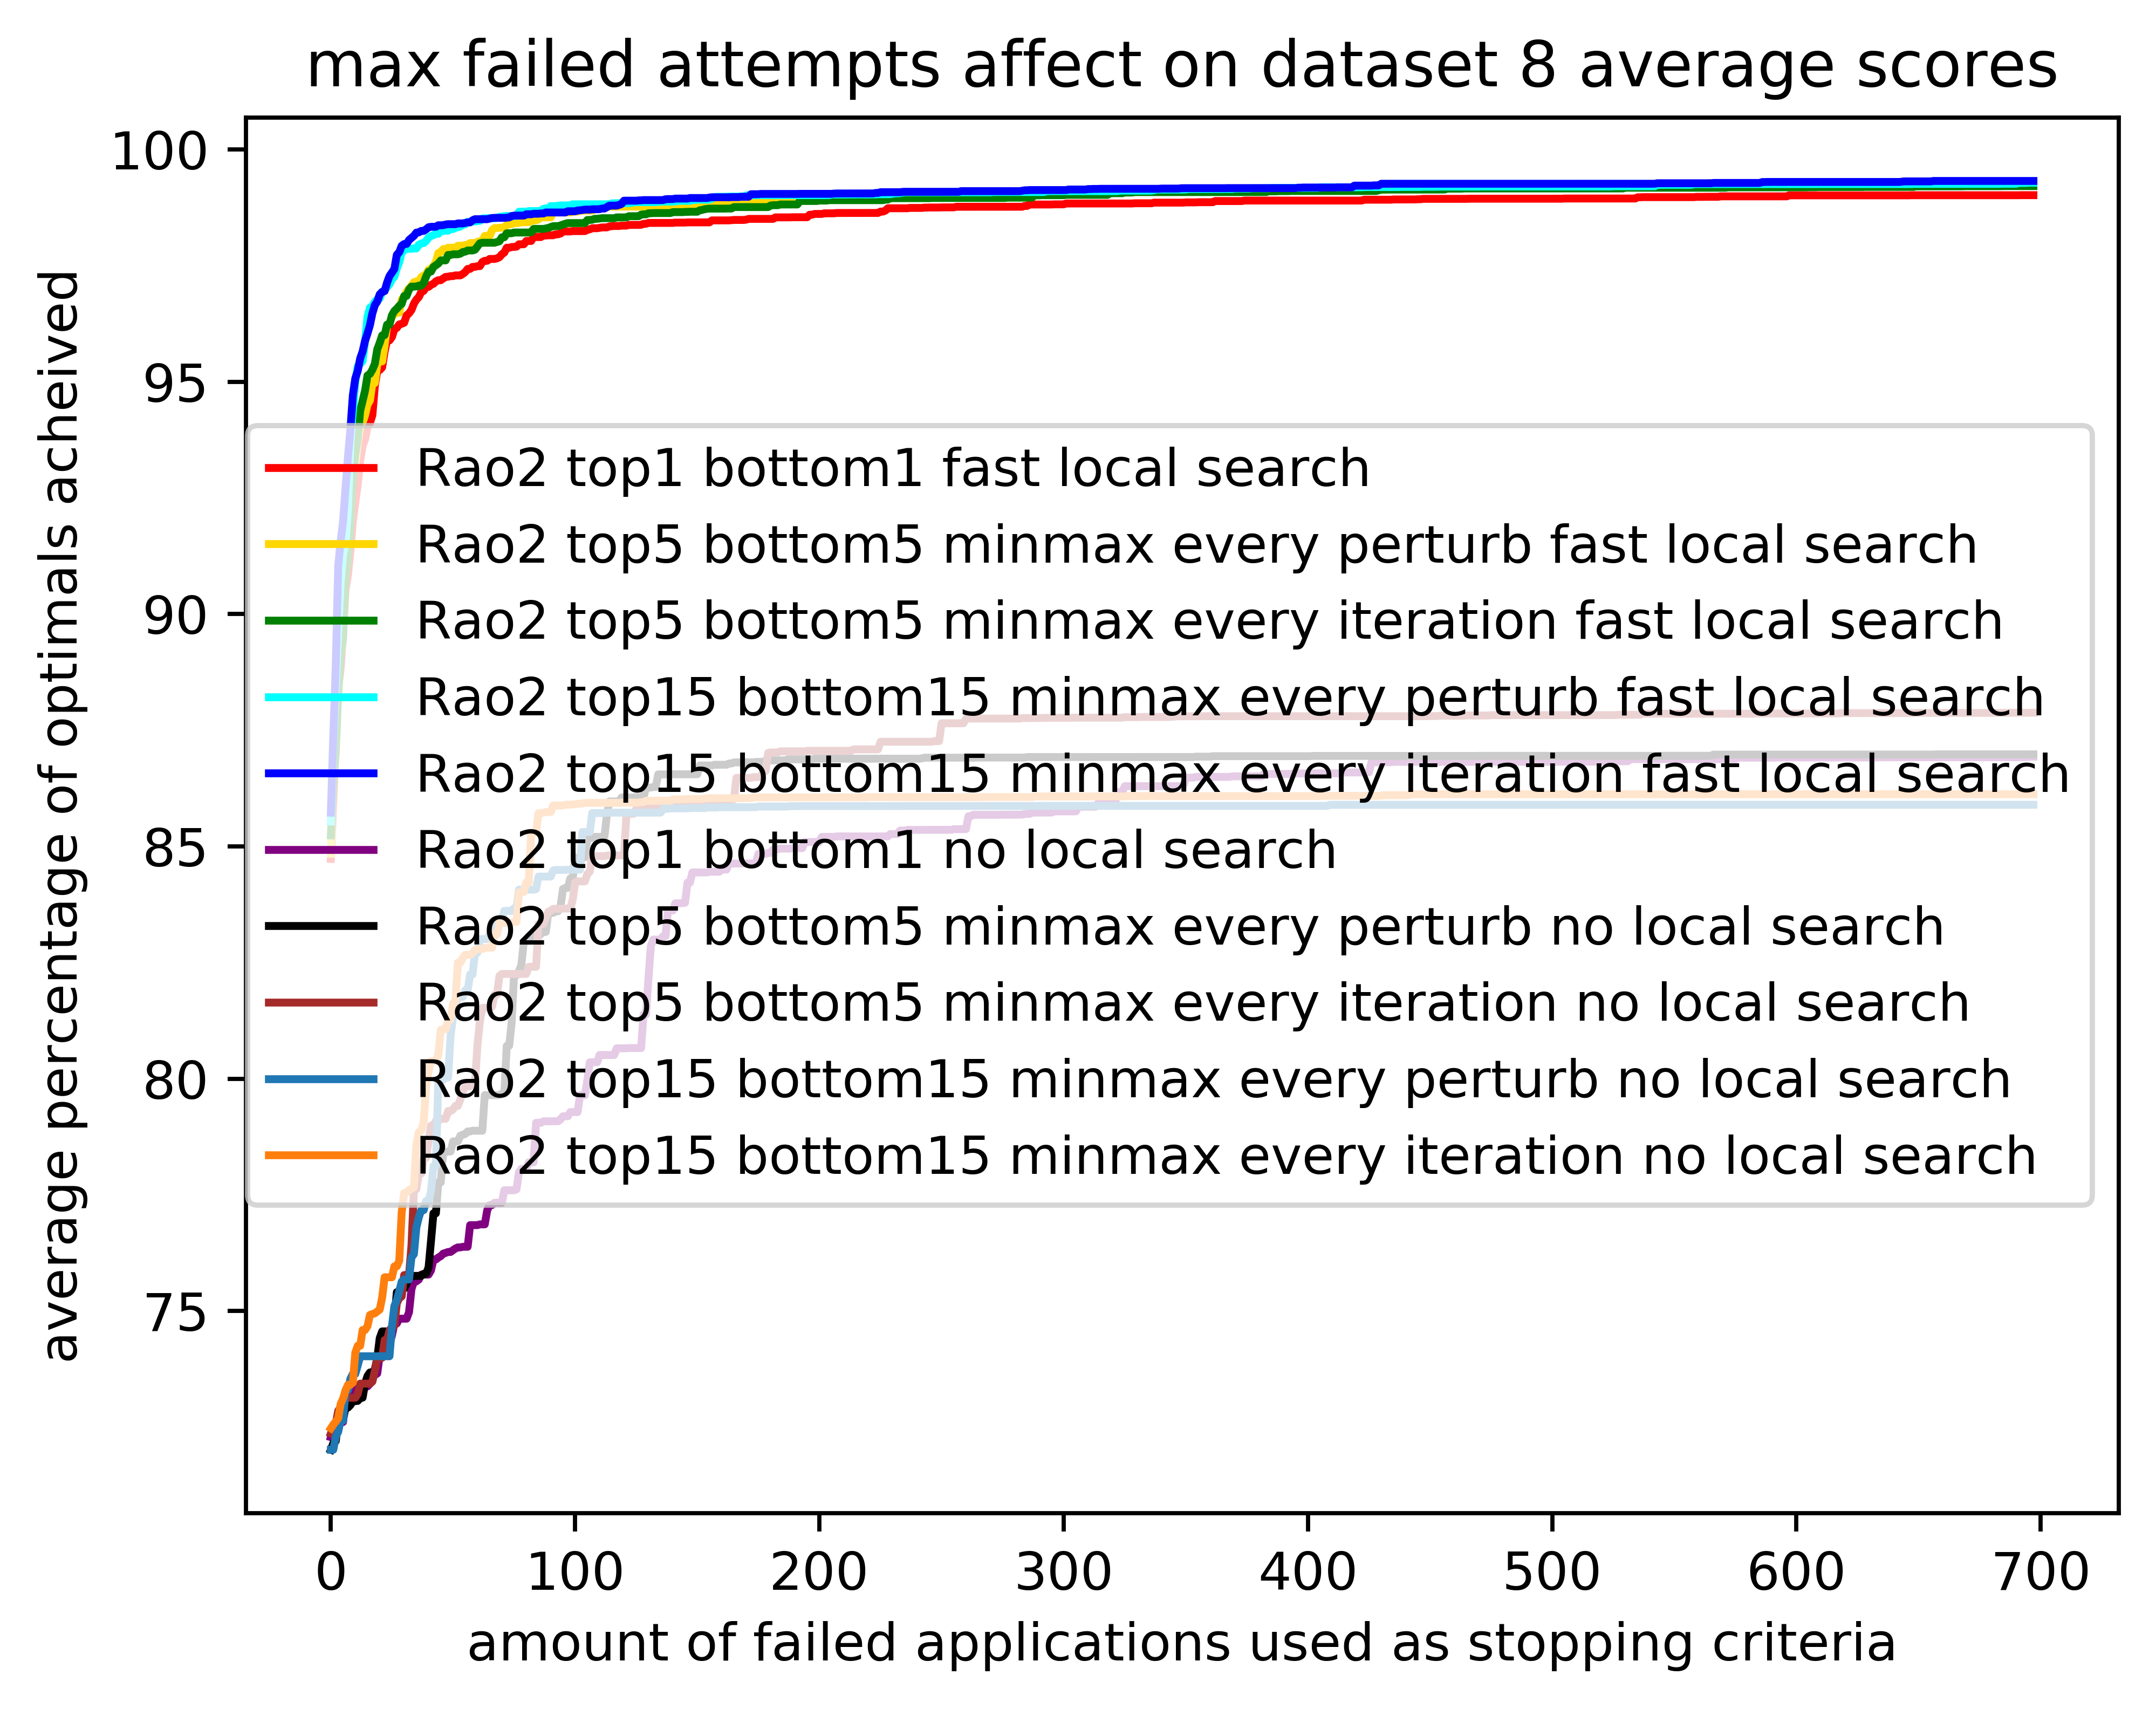 max failed attempts affect on dataset 8 average scores
average percentage of optimals acheived
100
95
90
85
80
75
Rao2 top1 bottom1 fast local search
Rao2 top5 bottom5 minmax every perturb fast local search
Rao2 top5 bottom5 minmax every iteration fast local search
Rao2 top15 bottom15 minmax every perturb fast local search
Rao2 top15 bottom15 minmax every iteration fast local search
Rao2 top1 bottom1 no local search
Rao2 top5 bottom5 minmax every perturb no local search
Rao2 top5 bottom5 minmax every iteration no local search
Rao2 top15 bottom15 minmax every perturb no local search
Rao2 top15 bottom15 minmax every iteration no local search
0 100 200 300 400 500 600 700
amount of failed applications used as stopping criteria